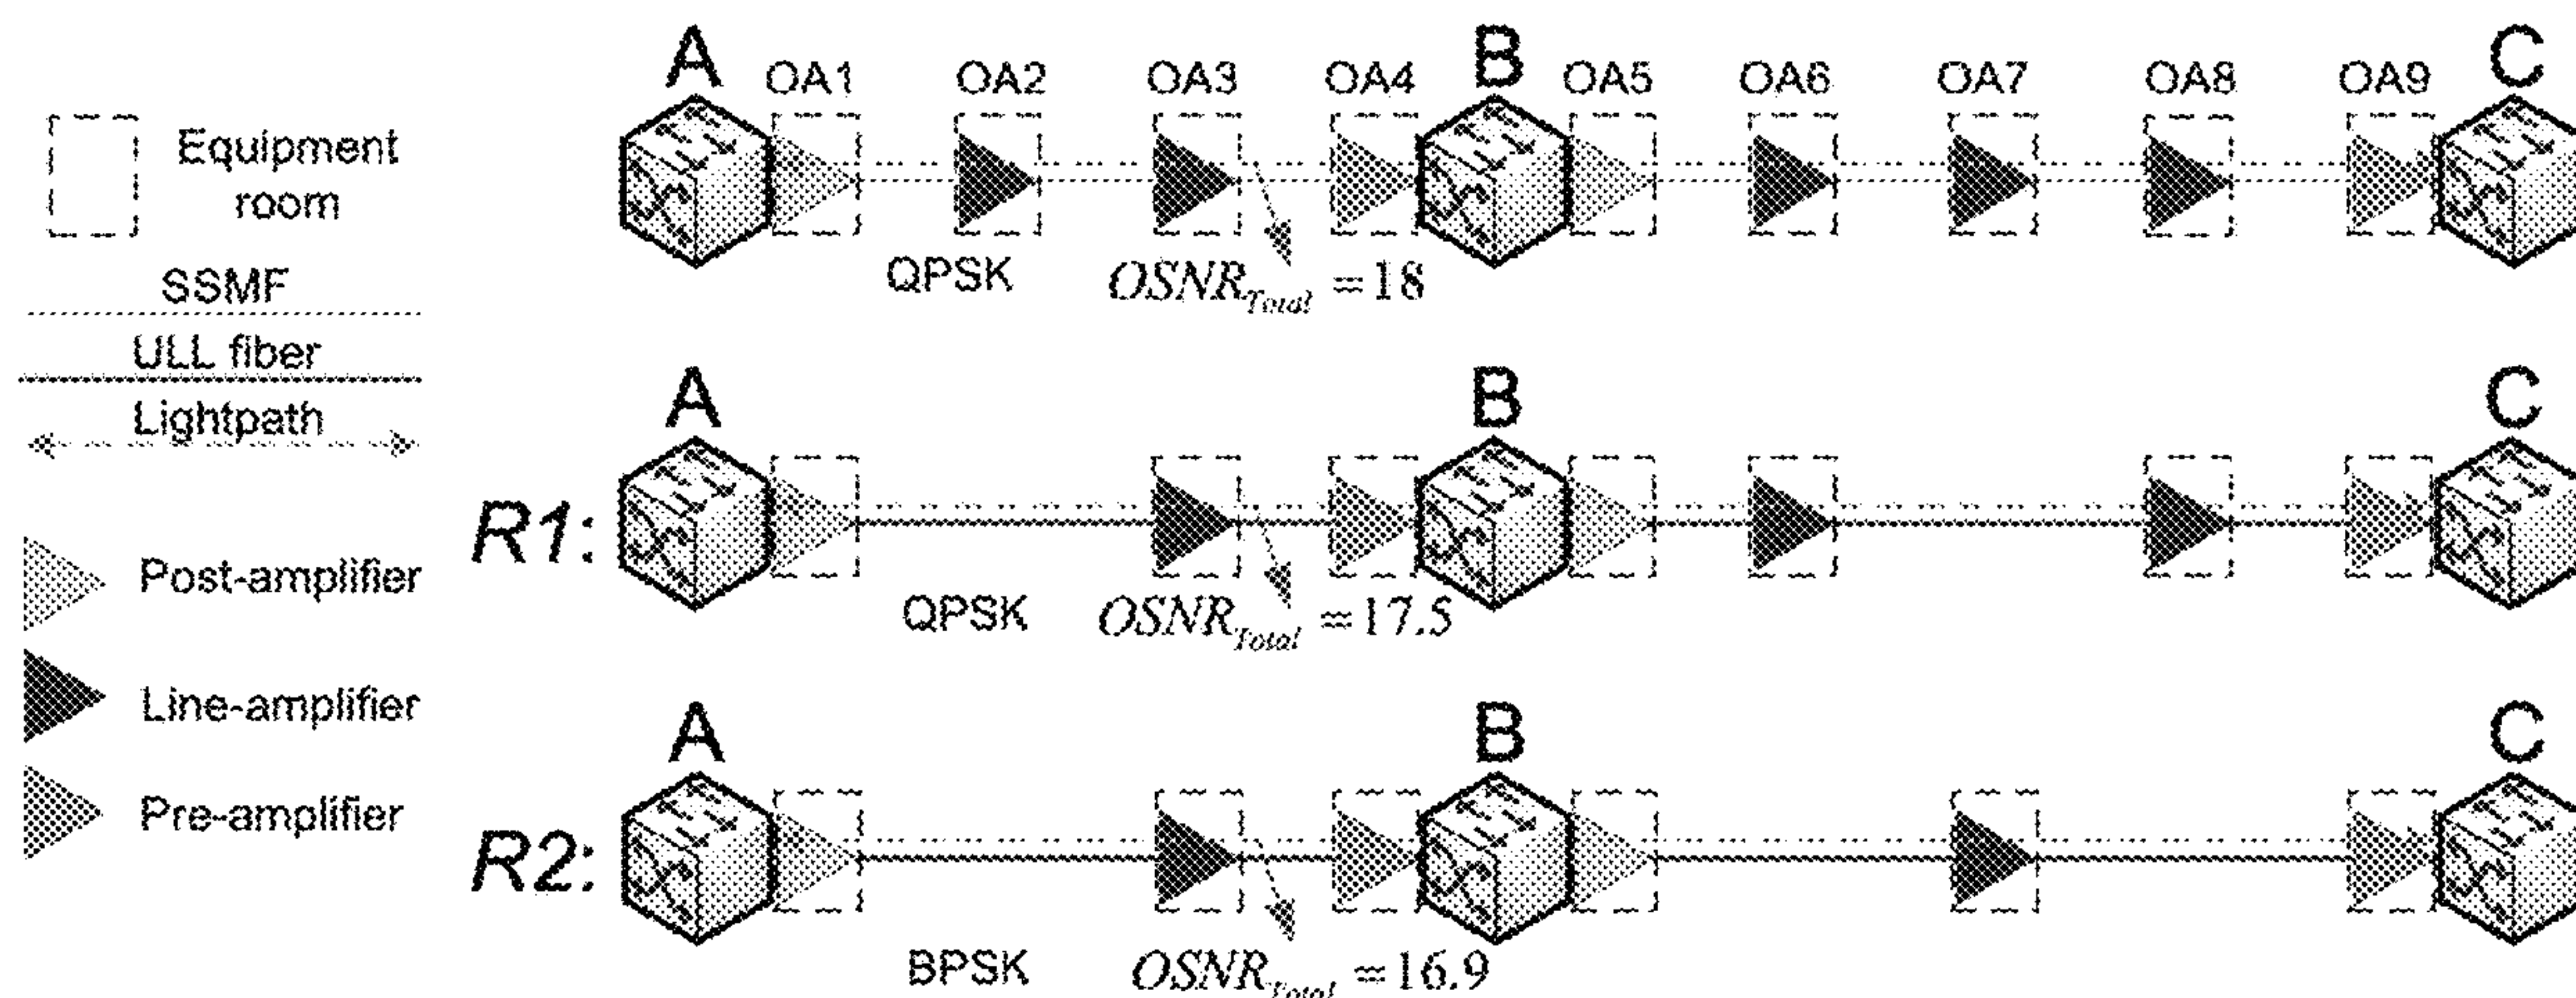 Equipment
room
SSMF
ULL fiber
Lightpath
Post-amplifier
Line-amplifier
Pre-amplifier
A OA1 OA2 OA3 OA4 B OA5 OA6 OA7 OA8 OA9 C
QPSK OSNR_Total = 18
A B C
R1:
QPSK OSNR_Total = 17.5
A B C
R2:
BPSK OSNR_Total = 16.9